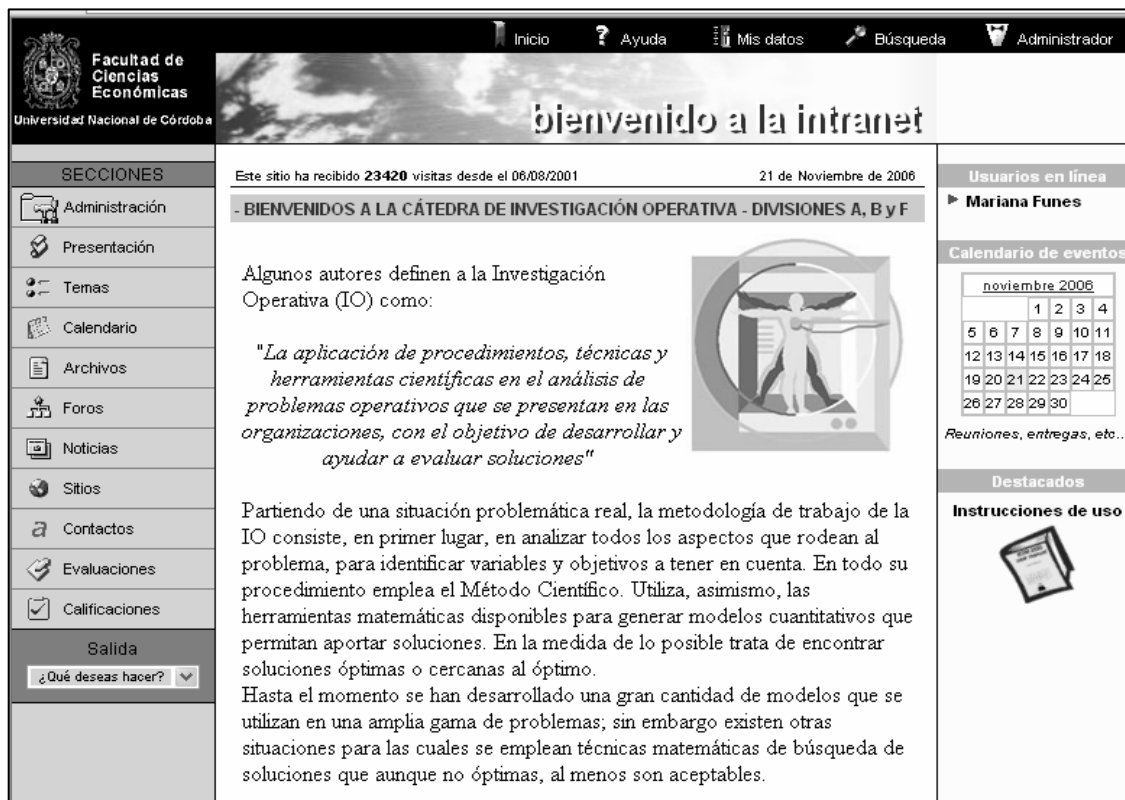 Inicio
Ayuda
Mis datos
Búsqueda
Administrador
Facultad de
Ciencias
Económicas
Universidad Nacional de Córdoba
bienvenido a la intranet
SECCIONES
Administración
Presentación
Temas
Calendario
Archivos
Foros
Noticias
Sitios
Contactos
Evaluaciones
Calificaciones
Salida
¿Qué deseas hacer?
Este sitio ha recibido 23420 visitas desde el 06/08/2001
21 de Noviembre de 2006
- BIENVENIDOS A LA CÁTEDRA DE INVESTIGACIÓN OPERATIVA - DIVISIONES A, B y F
Algunos autores definen a la Investigación
Operativa (IO) como:
"La aplicación de procedimientos, técnicas y
herramientas científicas en el análisis de
problemas operativos que se presentan en las
organizaciones, con el objetivo de desarrollar y
ayudar a evaluar soluciones"
Partiendo de una situación problemática real, la metodología de trabajo de la
IO consiste, en primer lugar, en analizar todos los aspectos que rodean al
problema, para identificar variables y objetivos a tener en cuenta. En todo su
procedimiento emplea el Método Científico. Utiliza, asimismo, las
herramientas matemáticas disponibles para generar modelos cuantitativos que
permitan aportar soluciones. En la medida de lo posible trata de encontrar
soluciones óptimas o cercanas al óptimo.
Hasta el momento se han desarrollado una gran cantidad de modelos que se
utilizan en una amplia gama de problemas; sin embargo existen otras
situaciones para las cuales se emplean técnicas matemáticas de búsqueda de
soluciones que aunque no óptimas, al menos son aceptables.
Usuarios en línea
Mariana Funes
Calendario de eventos
noviembre 2006
1 2 3 4
5 6 7 8 9 10 11
12 13 14 15 16 17 18
19 20 21 22 23 24 25
26 27 28 29 30
Reuniones, entregas, etc..
Destacados
Instrucciones de uso